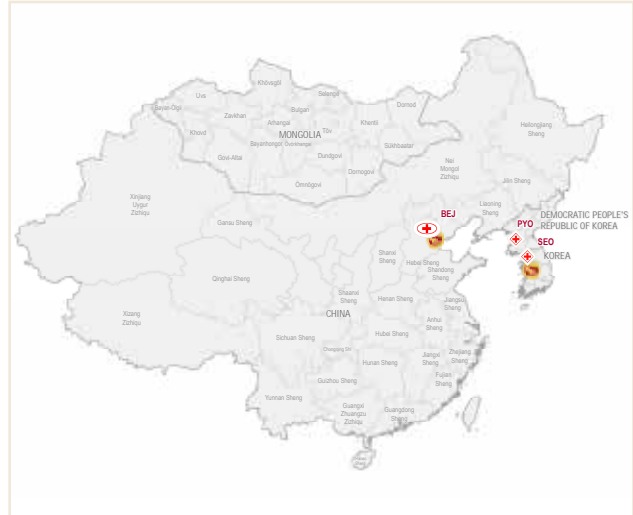 Khövsgöl
Uvs
Selenge
Bayan-Ölgii
Zavkhan
Bulgan
Dornod
Arhangai
Töv
Khentii
Khovd
MONGOLIA
Bayanhongor
Övörkhangai
Sükhbaatar
Govi-Altai
Dundgovi
Dornogovi
Ömnögovi
Heilongjiang
Sheng
Nei
Mongol
Zizhiqu
Jilin Sheng
Xinjiang
Uygur
Zizhiqu
Liaoning
Sheng
Gansu Sheng
BEJ
PYO
DEMOCRATIC PEOPLE'S
REPUBLIC OF KOREA
SEO
KOREA
Shanxi
Sheng
Hebei Sheng
Shandong
Sheng
Qinghai Sheng
Shaanxi
Sheng
Henan Sheng
Jiangsu
Sheng
Xizang
Zizhiqu
CHINA
Anhui
Sheng
Sichuan Sheng
Hubei Sheng
Chongqing Shi
Hunan Sheng
Jiangxi
Sheng
Zhejiang
Sheng
Guizhou Sheng
Fujian
Sheng
Yunnan Sheng
Guangxi
Zhuangzu
Zizhiqu
Guangdong
Sheng